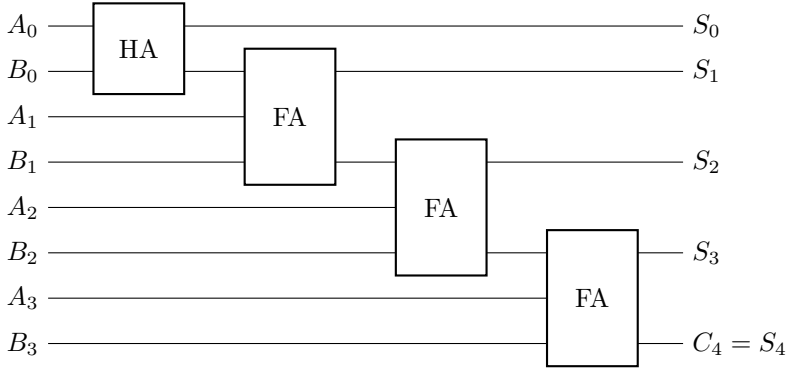 A₀ HA S₀
B₀ S₁
A₁ FA
B₁ S₂
A₂ FA
B₂ S₃
A₃ FA
B₃ C₄ = S₄